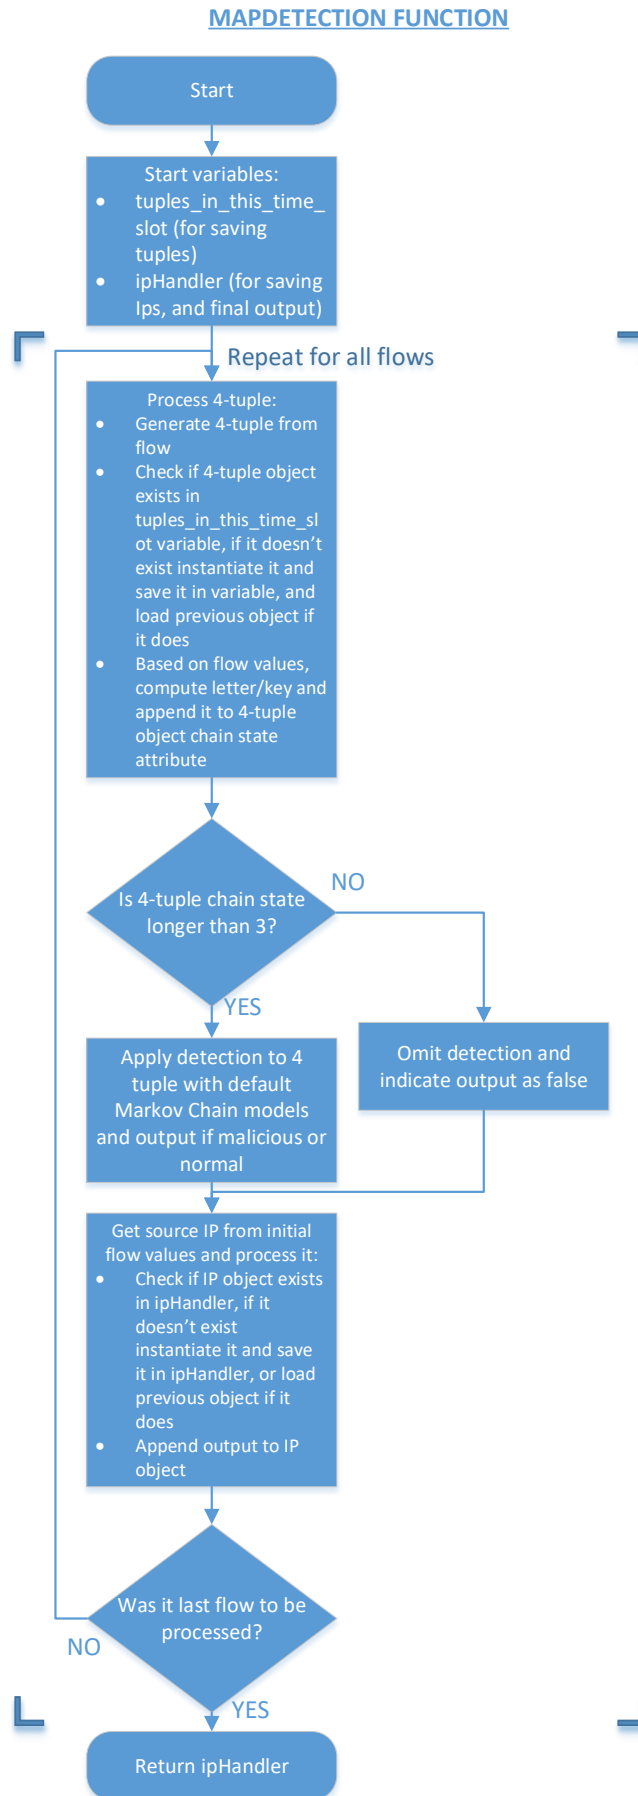 MAPDETECTION FUNCTION
Start
Start variables:
• tuples_in_this_time_
slot (for saving
tuples)
• ipHandler (for saving
Ips, and final output)
Repeat for all flows
Process 4-tuple:
• Generate 4-tuple from
flow
• Check if 4-tuple object
exists in
tuples_in_this_time_sl
ot variable, if it doesn’t
exist instantiate it and
save it in variable, and
load previous object if
it does
• Based on flow values,
compute letter/key and
append it to 4-tuple
object chain state
attribute
Is 4-tuple chain state
longer than 3?
NO
YES
Apply detection to 4
tuple with default
Markov Chain models
and output if malicious or
normal
Omit detection and
indicate output as false
Get source IP from initial
flow values and process it:
• Check if IP object exists
in ipHandler, if it
doesn’t exist
instantiate it and save
it in ipHandler, or load
previous object if it
does
• Append output to IP
object
Was it last flow to be
processed?
NO
YES
Return ipHandler